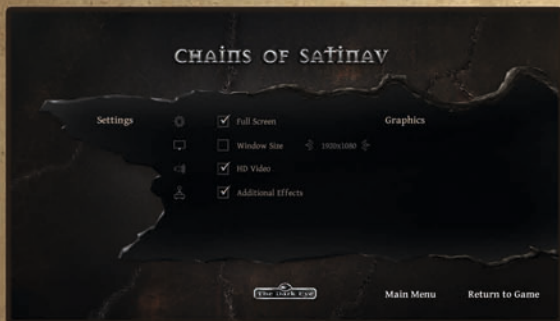 CHAINS OF SATINAV
Settings
Graphics
Full Screen
Window Size 1920x1080
HD Video
Additional Effects
The Dark Eye
Main Menu Return to Game